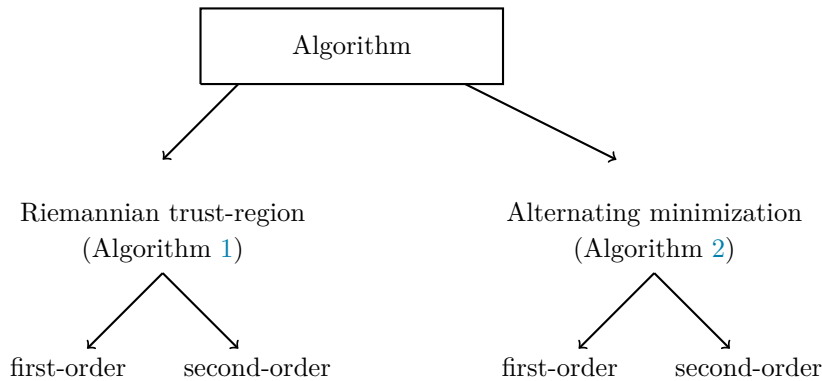 Algorithm
Riemannian trust-region
(Algorithm 1)
Alternating minimization
(Algorithm 2)
first-order
second-order
first-order
second-order